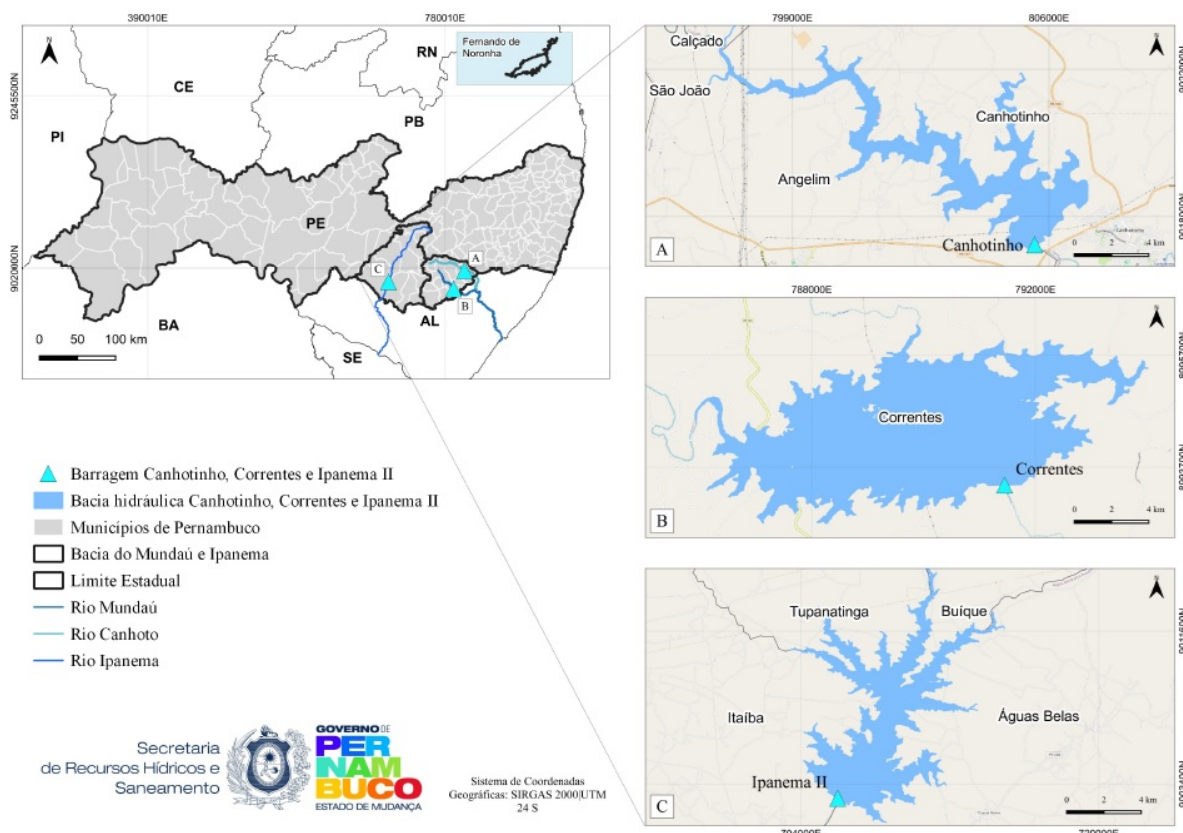 390010E
780010E
9245500N
9020000N
N
Fernando de
Noronha
RN
CE
PI
PB
PE
A
C
B
BA
AL
SE
0 50 100 km
Barragem Canhotinho, Correntes e Ipanema II
Bacia hidráulica Canhotinho, Correntes e Ipanema II
Municípios de Pernambuco
Bacia do Mundaú e Ipanema
Limite Estadual
Rio Mundaú
Rio Canhoto
Rio Ipanema
Secretaria
de Recursos Hídricos e
Saneamento
GOVERNO DE
PER
NAM
BUCO
ESTADO DE MUDANÇA
Sistema de Coordenadas
Geográficas: SIRGAS 2000|UTM
24 S
799000E
806000E
N
Calçado
São João
Canhotinho
Angelim
Canhotinho
9018000N
A
0 2 4 km
788000E
792000E
N
Correntes
Correntes
B
0 2 4 km
N
Tupanatinga
Buíque
Itaíba
Águas Belas
Ipanema II
C
0 2 4 km